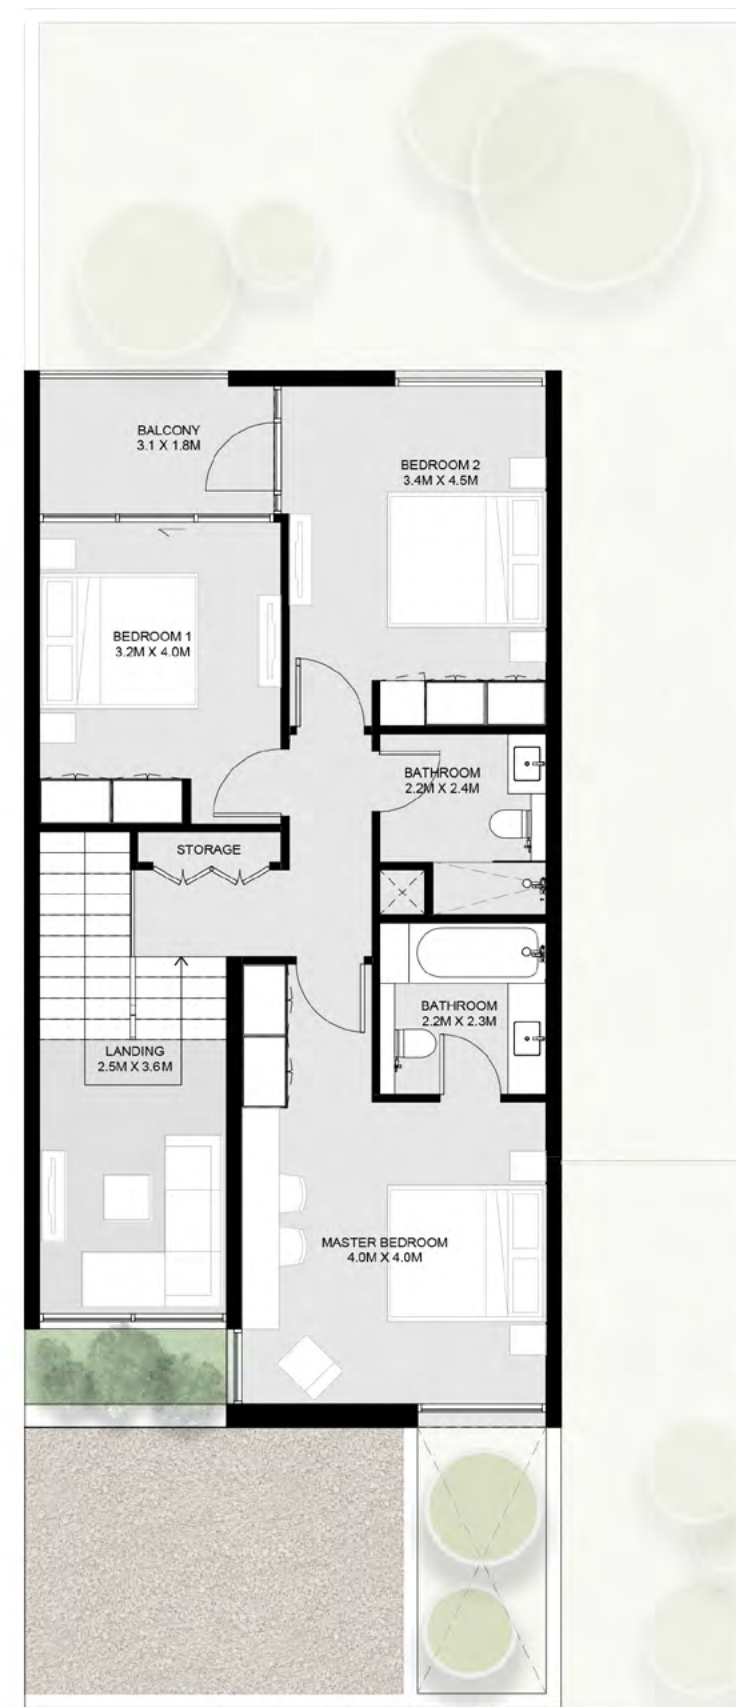 BALCONY
3.1 X 1.8M
BEDROOM 2
3.4M X 4.5M
BEDROOM 1
3.2M X 4.0M
BATHROOM
2.2M X 2.4M
STORAGE
BATHROOM
2.2M X 2.3M
LANDING
2.5M X 3.6M
MASTER BEDROOM
4.0M X 4.0M